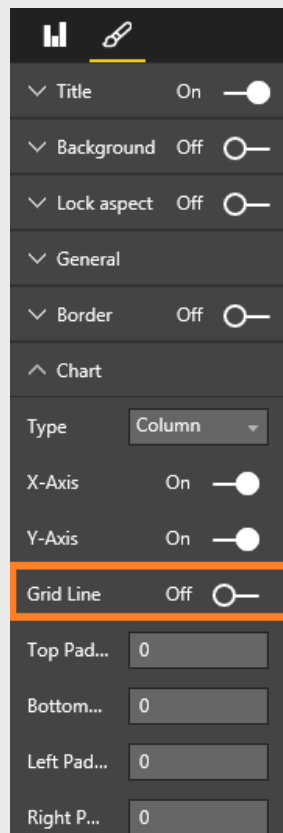 Title On
Background Off
Lock aspect Off
General
Border Off
Chart
Type Column
X-Axis On
Y-Axis On
Grid Line Off
Top Pad... 0
Bottom... 0
Left Pad... 0
Right P... 0